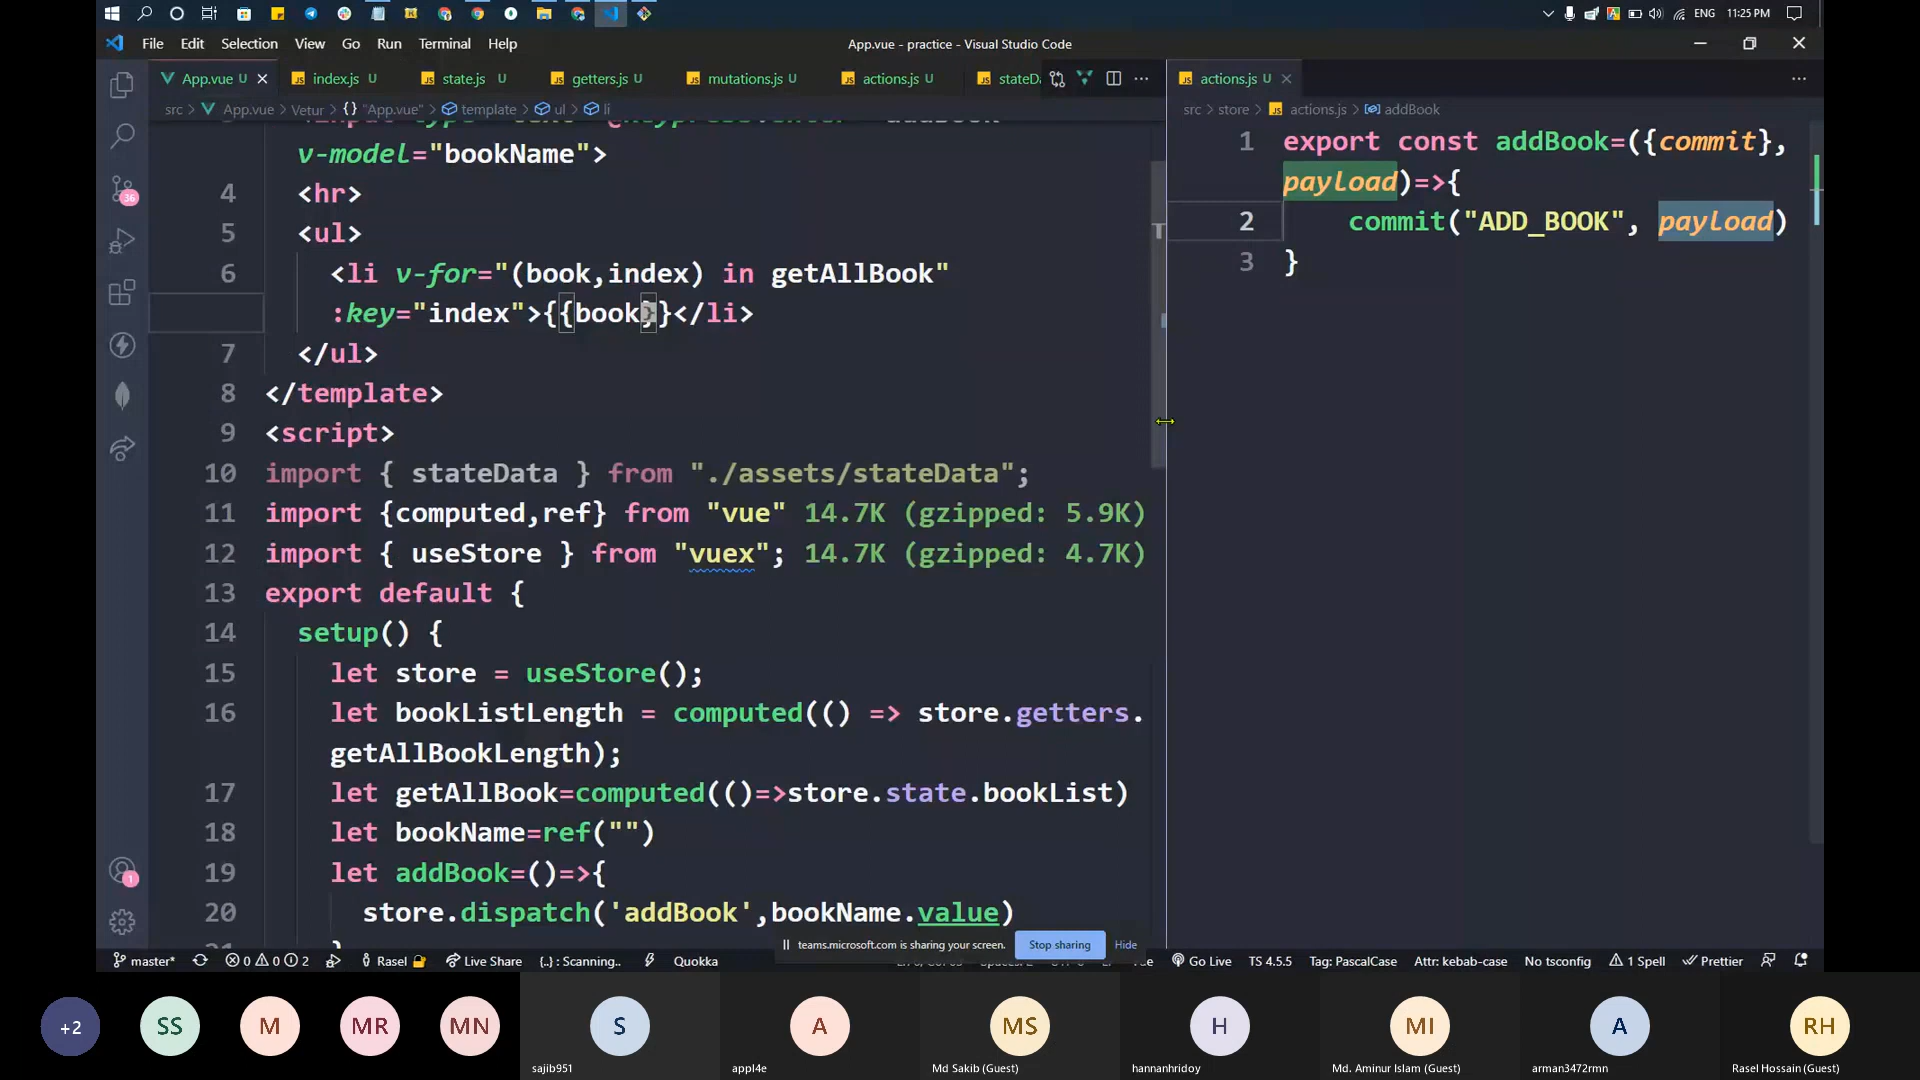 ENG 11:25 PM
File Edit Selection View Go Run Terminal Help
App.vue - practice - Visual Studio Code
App.vue U
index.js U
state.js U
getters.js U
mutations.js U
actions.js U
stateDa
actions.js U
src > App.vue > Vetur > {} "App.vue" > template > ul > li
src > store > actions.js > addBook
v-model="bookName">
4 <hr>
5 <ul>
6 <li v-for="(book,index) in getAllBook"
:key="index">{{book}}</li>
7 </ul>
8 </template>
9 <script>
10 import { stateData } from "./assets/stateData";
11 import {computed,ref} from "vue" 14.7K (gzipped: 5.9K)
12 import { useStore } from "vuex"; 14.7K (gzipped: 4.7K)
13 export default {
14 setup() {
15 let store = useStore();
16 let bookListLength = computed(() => store.getters.
getAllBookLength);
17 let getAllBook=computed(()=>store.state.bookList)
18 let bookName=ref("")
19 let addBook=()=>{
20 store.dispatch('addBook',bookName.value)
1 export const addBook=({commit},
payload)=>{
2 commit("ADD_BOOK", payload)
3 }
36
1
teams.microsoft.com is sharing your screen. Stop sharing Hide
master* 0 0 2 Rasel Live Share {..} : Scanning.. Quokka
Go Live TS 4.5.5 Tag: PascalCase Attr: kebab-case No tsconfig 1 Spell Prettier
+2 SS M MR MN S A MS H MI A RH
sajib951 appl4e Md Sakib (Guest) hannanhridoy Md. Aminur Islam (Guest) arman3472rmn Rasel Hossain (Guest)